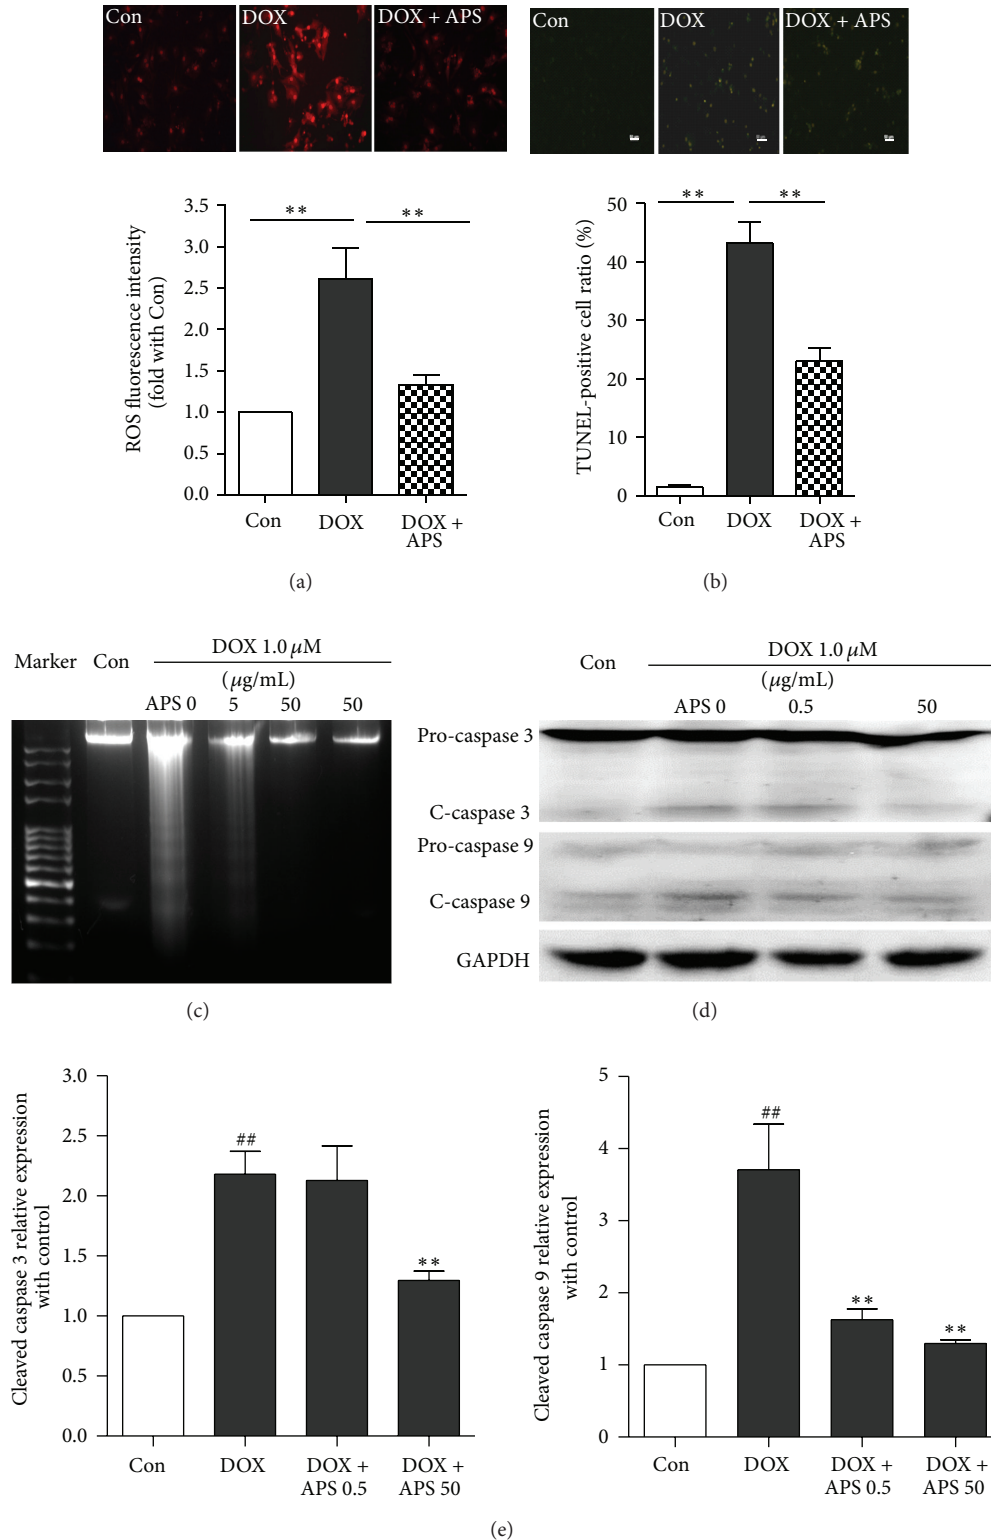 Con DOX DOX + APS
Con DOX DOX + APS
ROS fluorescence intensity
(fold with Con)
3.5
3.0
2.5
2.0
1.5
1.0
0.5
0.0
** **
Con DOX DOX +
APS
(a)
TUNEL-positive cell ratio (%)
50
40
30
20
10
0
** **
Con DOX DOX +
APS
(b)
DOX 1.0 μM
Marker Con
(μg/mL)
APS 0 5 50 50
(c)
DOX 1.0 μM
Con
(μg/mL)
APS 0 0.5 50
Pro-caspase 3
C-caspase 3
Pro-caspase 9
C-caspase 9
GAPDH
(d)
Cleaved caspase 3 relative expression
with control
3.0
2.5
2.0
1.5
1.0
0.5
0.0
##
**
Con DOX DOX + DOX +
APS 0.5 APS 50
Cleaved caspase 9 relative expression
with control
5
4
3
2
1
0
##
**
**
Con DOX DOX + DOX +
APS 0.5 APS 50
(e)